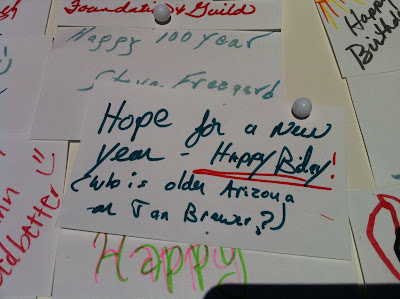 Foundation & Guild
Happy
Birthd
Happy 100 Year
Hope for a New
Year - Happy Bday!
(who is older Arizona
or Jan Brewer?)
Happy